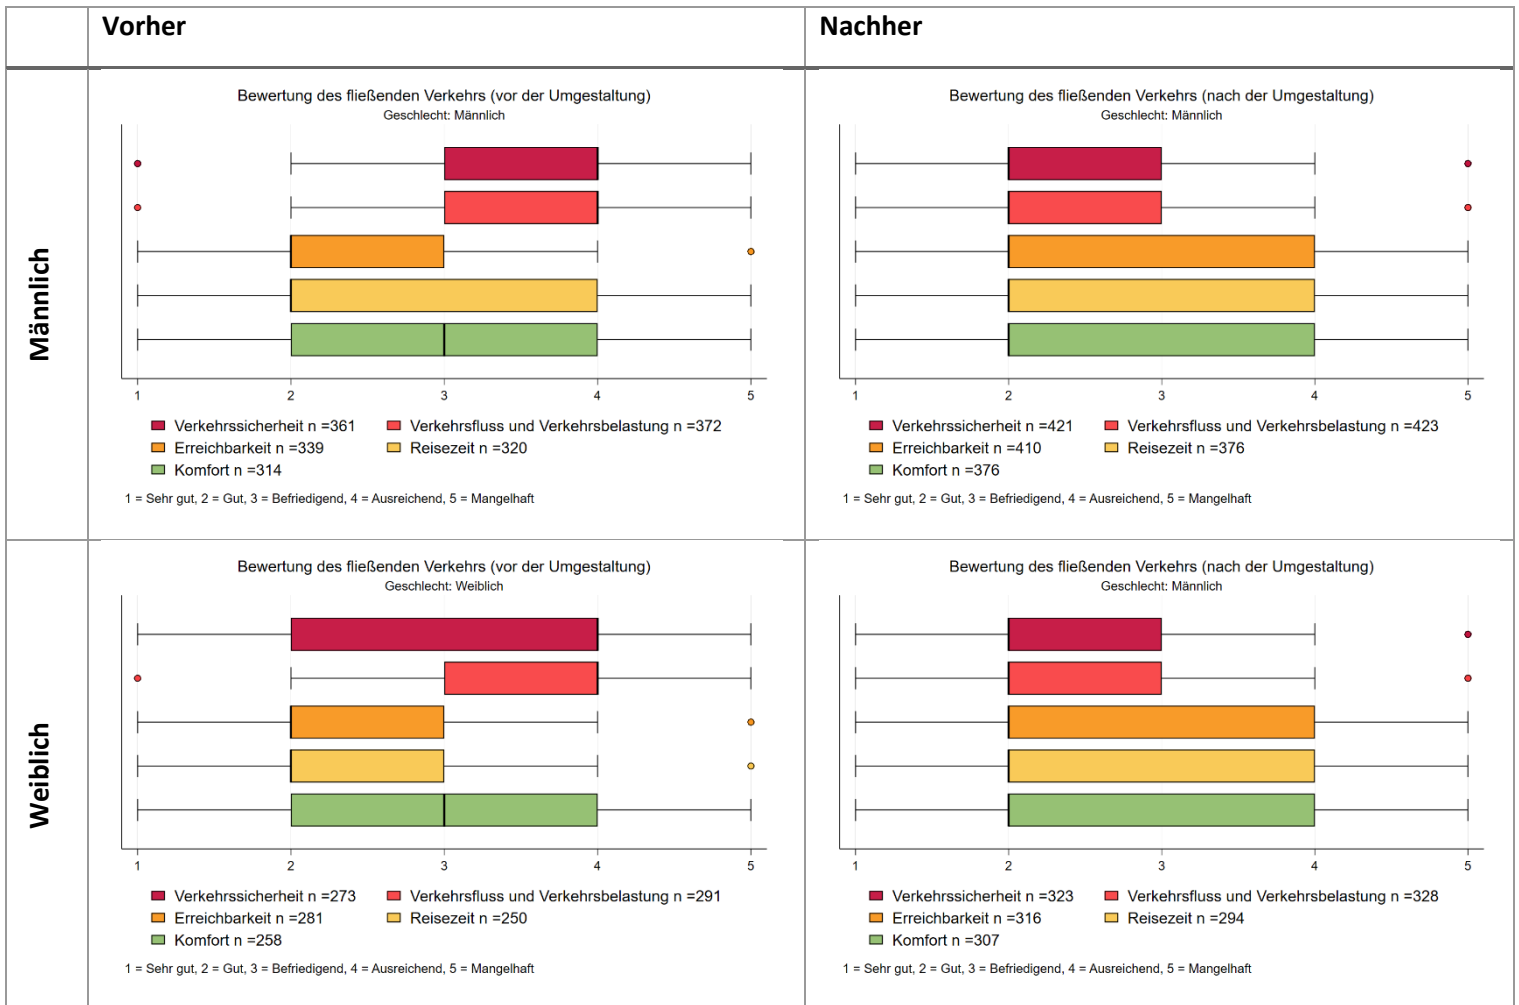 Vorher
Nachher
Männlich
Bewertung des fließenden Verkehrs (vor der Umgestaltung)
Geschlecht: Männlich
1 2 3 4 5
Verkehrssicherheit n =361 Verkehrsfluss und Verkehrsbelastung n =372
Erreichbarkeit n =339 Reisezeit n =320
Komfort n =314
1 = Sehr gut, 2 = Gut, 3 = Befriedigend, 4 = Ausreichend, 5 = Mangelhaft
Bewertung des fließenden Verkehrs (nach der Umgestaltung)
Geschlecht: Männlich
1 2 3 4 5
Verkehrssicherheit n =421 Verkehrsfluss und Verkehrsbelastung n =423
Erreichbarkeit n =410 Reisezeit n =376
Komfort n =376
1 = Sehr gut, 2 = Gut, 3 = Befriedigend, 4 = Ausreichend, 5 = Mangelhaft
Weiblich
Bewertung des fließenden Verkehrs (vor der Umgestaltung)
Geschlecht: Weiblich
1 2 3 4 5
Verkehrssicherheit n =273 Verkehrsfluss und Verkehrsbelastung n =291
Erreichbarkeit n =281 Reisezeit n =250
Komfort n =258
1 = Sehr gut, 2 = Gut, 3 = Befriedigend, 4 = Ausreichend, 5 = Mangelhaft
Bewertung des fließenden Verkehrs (nach der Umgestaltung)
Geschlecht: Männlich
1 2 3 4 5
Verkehrssicherheit n =323 Verkehrsfluss und Verkehrsbelastung n =328
Erreichbarkeit n =316 Reisezeit n =294
Komfort n =307
1 = Sehr gut, 2 = Gut, 3 = Befriedigend, 4 = Ausreichend, 5 = Mangelhaft